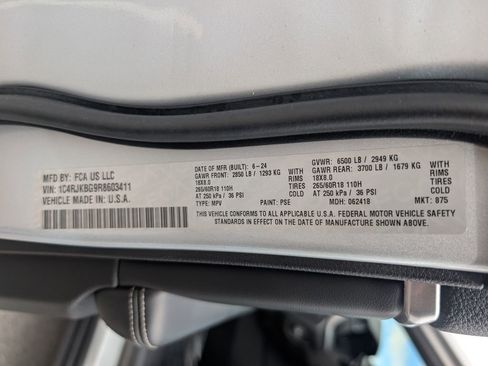 MFD BY: FCA US LLC
VIN: 1C4RJKBG9R8603411
VEHICLE MADE IN: U.S.A.
DATE OF MFR (BUILT): 6-24
GVWR: 6500 LB / 2949 KG
GAWR FRONT: 2850 LB / 1293 KG WITH
GAWR REAR: 3700 LB / 1679 KG WITH
18X8.0 RIMS
18X8.0 RIMS
265/60R18 110H TIRES
265/60R18 110H TIRES
AT 250 kPa / 36 PSI
AT 250 kPa / 36 PSI
TYPE: MPV PAINT: PSE MDH: 062418 MKT: 875
THIS VEHICLE CONFORMS TO ALL APPLICABLE U.S.A. FEDERAL MOTOR VEHICLE SAFETY
STANDARDS IN EFFECT ON THE DATE OF MANUFACTURE SHOWN ABOVE.